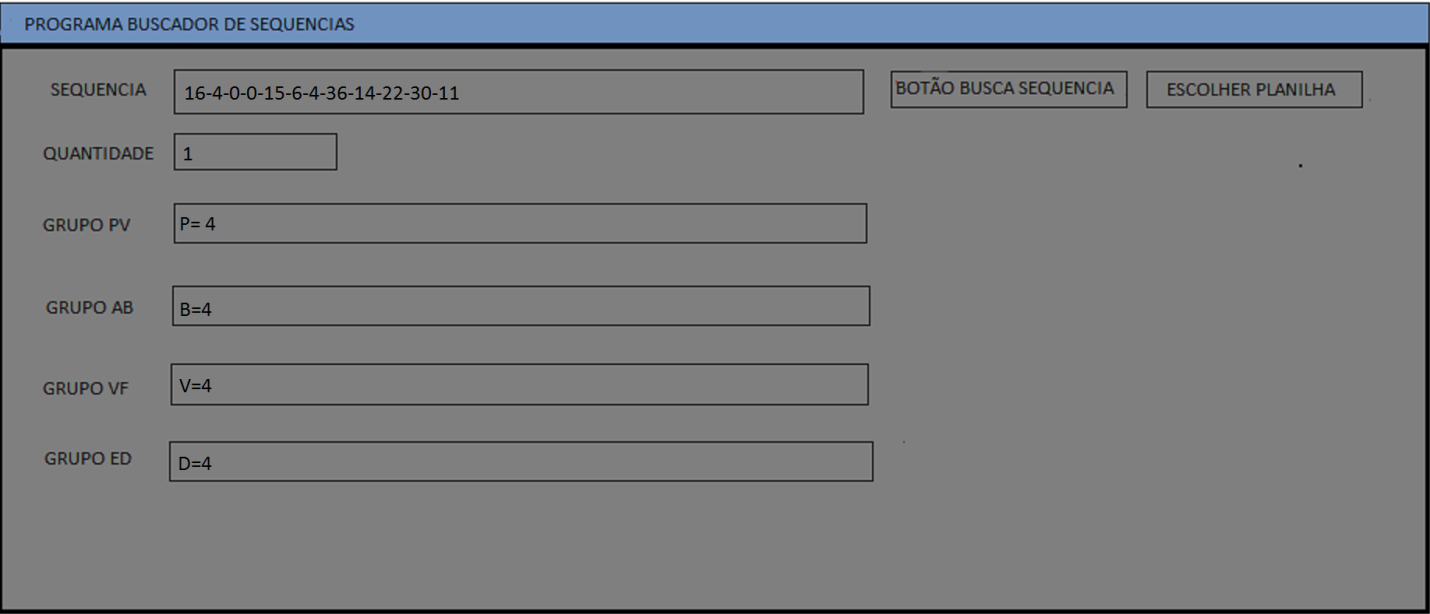 PROGRAMA BUSCADOR DE SEQUENCIAS
SEQUENCIA 16-4-0-0-15-6-4-36-14-22-30-11 BOTÃO BUSCA SEQUENCIA ESCOLHER PLANILHA
QUANTIDADE 1
GRUPO PV P= 4
GRUPO AB B=4
GRUPO VF V=4
GRUPO ED D=4